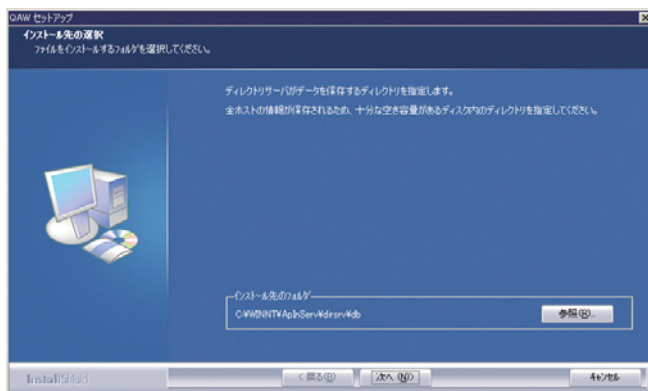 QAW セットアップ
インストール先の選択
ファイルをインストールするフォルダを選択してください。
ディレクトリサーバがデータを保存するディレクトリを指定します。
全ホストの情報が保存されるため、十分な空き容量があるディスク内のディレクトリを指定してください。
インストール先のフォルダ
C:¥WINNT¥ApInServ¥dirsrv¥db
参照(R)...
InstallShield
< 戻る(B)
次へ(N)>
キャンセル